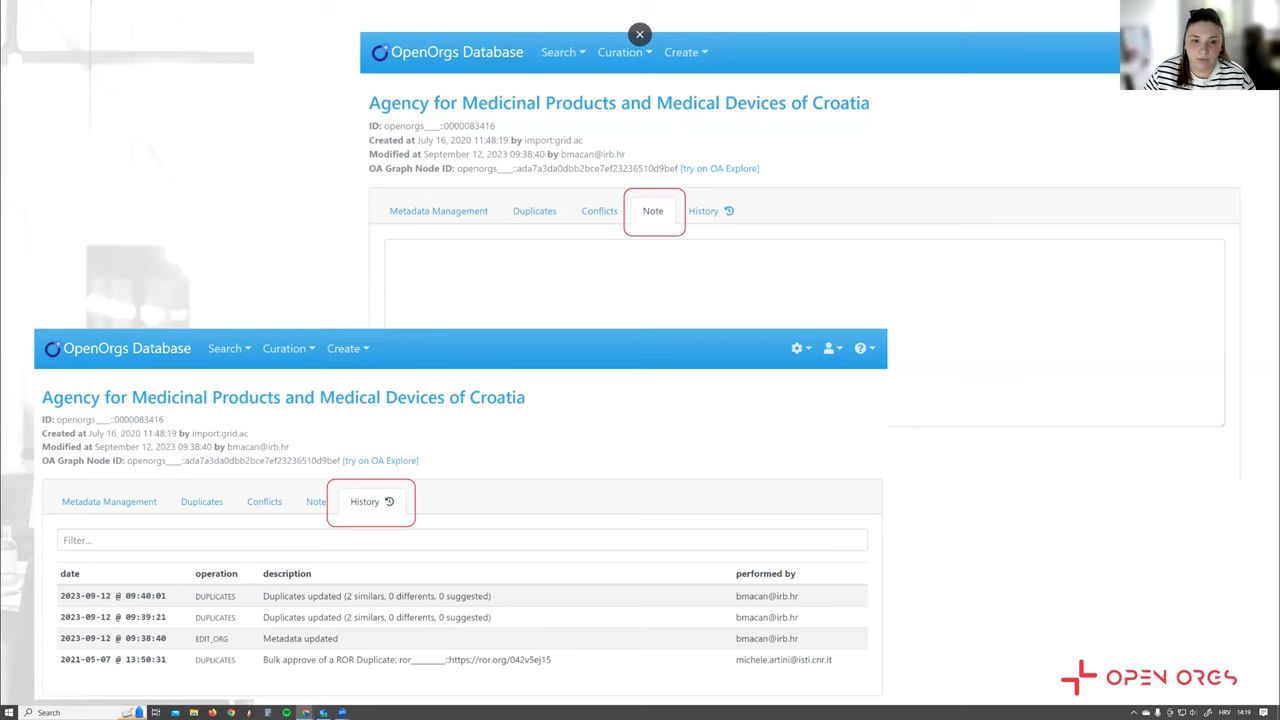 OpenOrgs Database Search Curation Create
Agency for Medicinal Products and Medical Devices of Croatia
ID: openorgs____::0000083416
Created at July 16, 2020 11:48:19 by import:grid.ac
Modified at September 12, 2023 09:38:40 by bmacan@irb.hr
OA Graph Node ID: openorgs____::ada7a3da0dbb2bce7ef23236510d9bef [try on OA Explore]
Metadata Management Duplicates Conflicts Note History
OpenOrgs Database Search Curation Create
Agency for Medicinal Products and Medical Devices of Croatia
ID: openorgs____::0000083416
Created at July 16, 2020 11:48:19 by import:grid.ac
Modified at September 12, 2023 09:38:40 by bmacan@irb.hr
OA Graph Node ID: openorgs____::ada7a3da0dbb2bce7ef23236510d9bef [try on OA Explore]
Metadata Management Duplicates Conflicts Note History
Filter...
date operation description performed by
2023-09-12 @ 09:40:01 DUPLICATES Duplicates updated (2 similars, 0 differents, 0 suggested) bmacan@irb.hr
2023-09-12 @ 09:39:21 DUPLICATES Duplicates updated (2 similars, 0 differents, 0 suggested) bmacan@irb.hr
2023-09-12 @ 09:38:40 EDIT_ORG Metadata updated bmacan@irb.hr
2021-05-07 @ 13:50:31 DUPLICATES Bulk approve of a ROR Duplicate: ror________::https://ror.org/042v5ej15 michele.artini@isti.cnr.it
OPEN ORGS
Search HRV 14:19